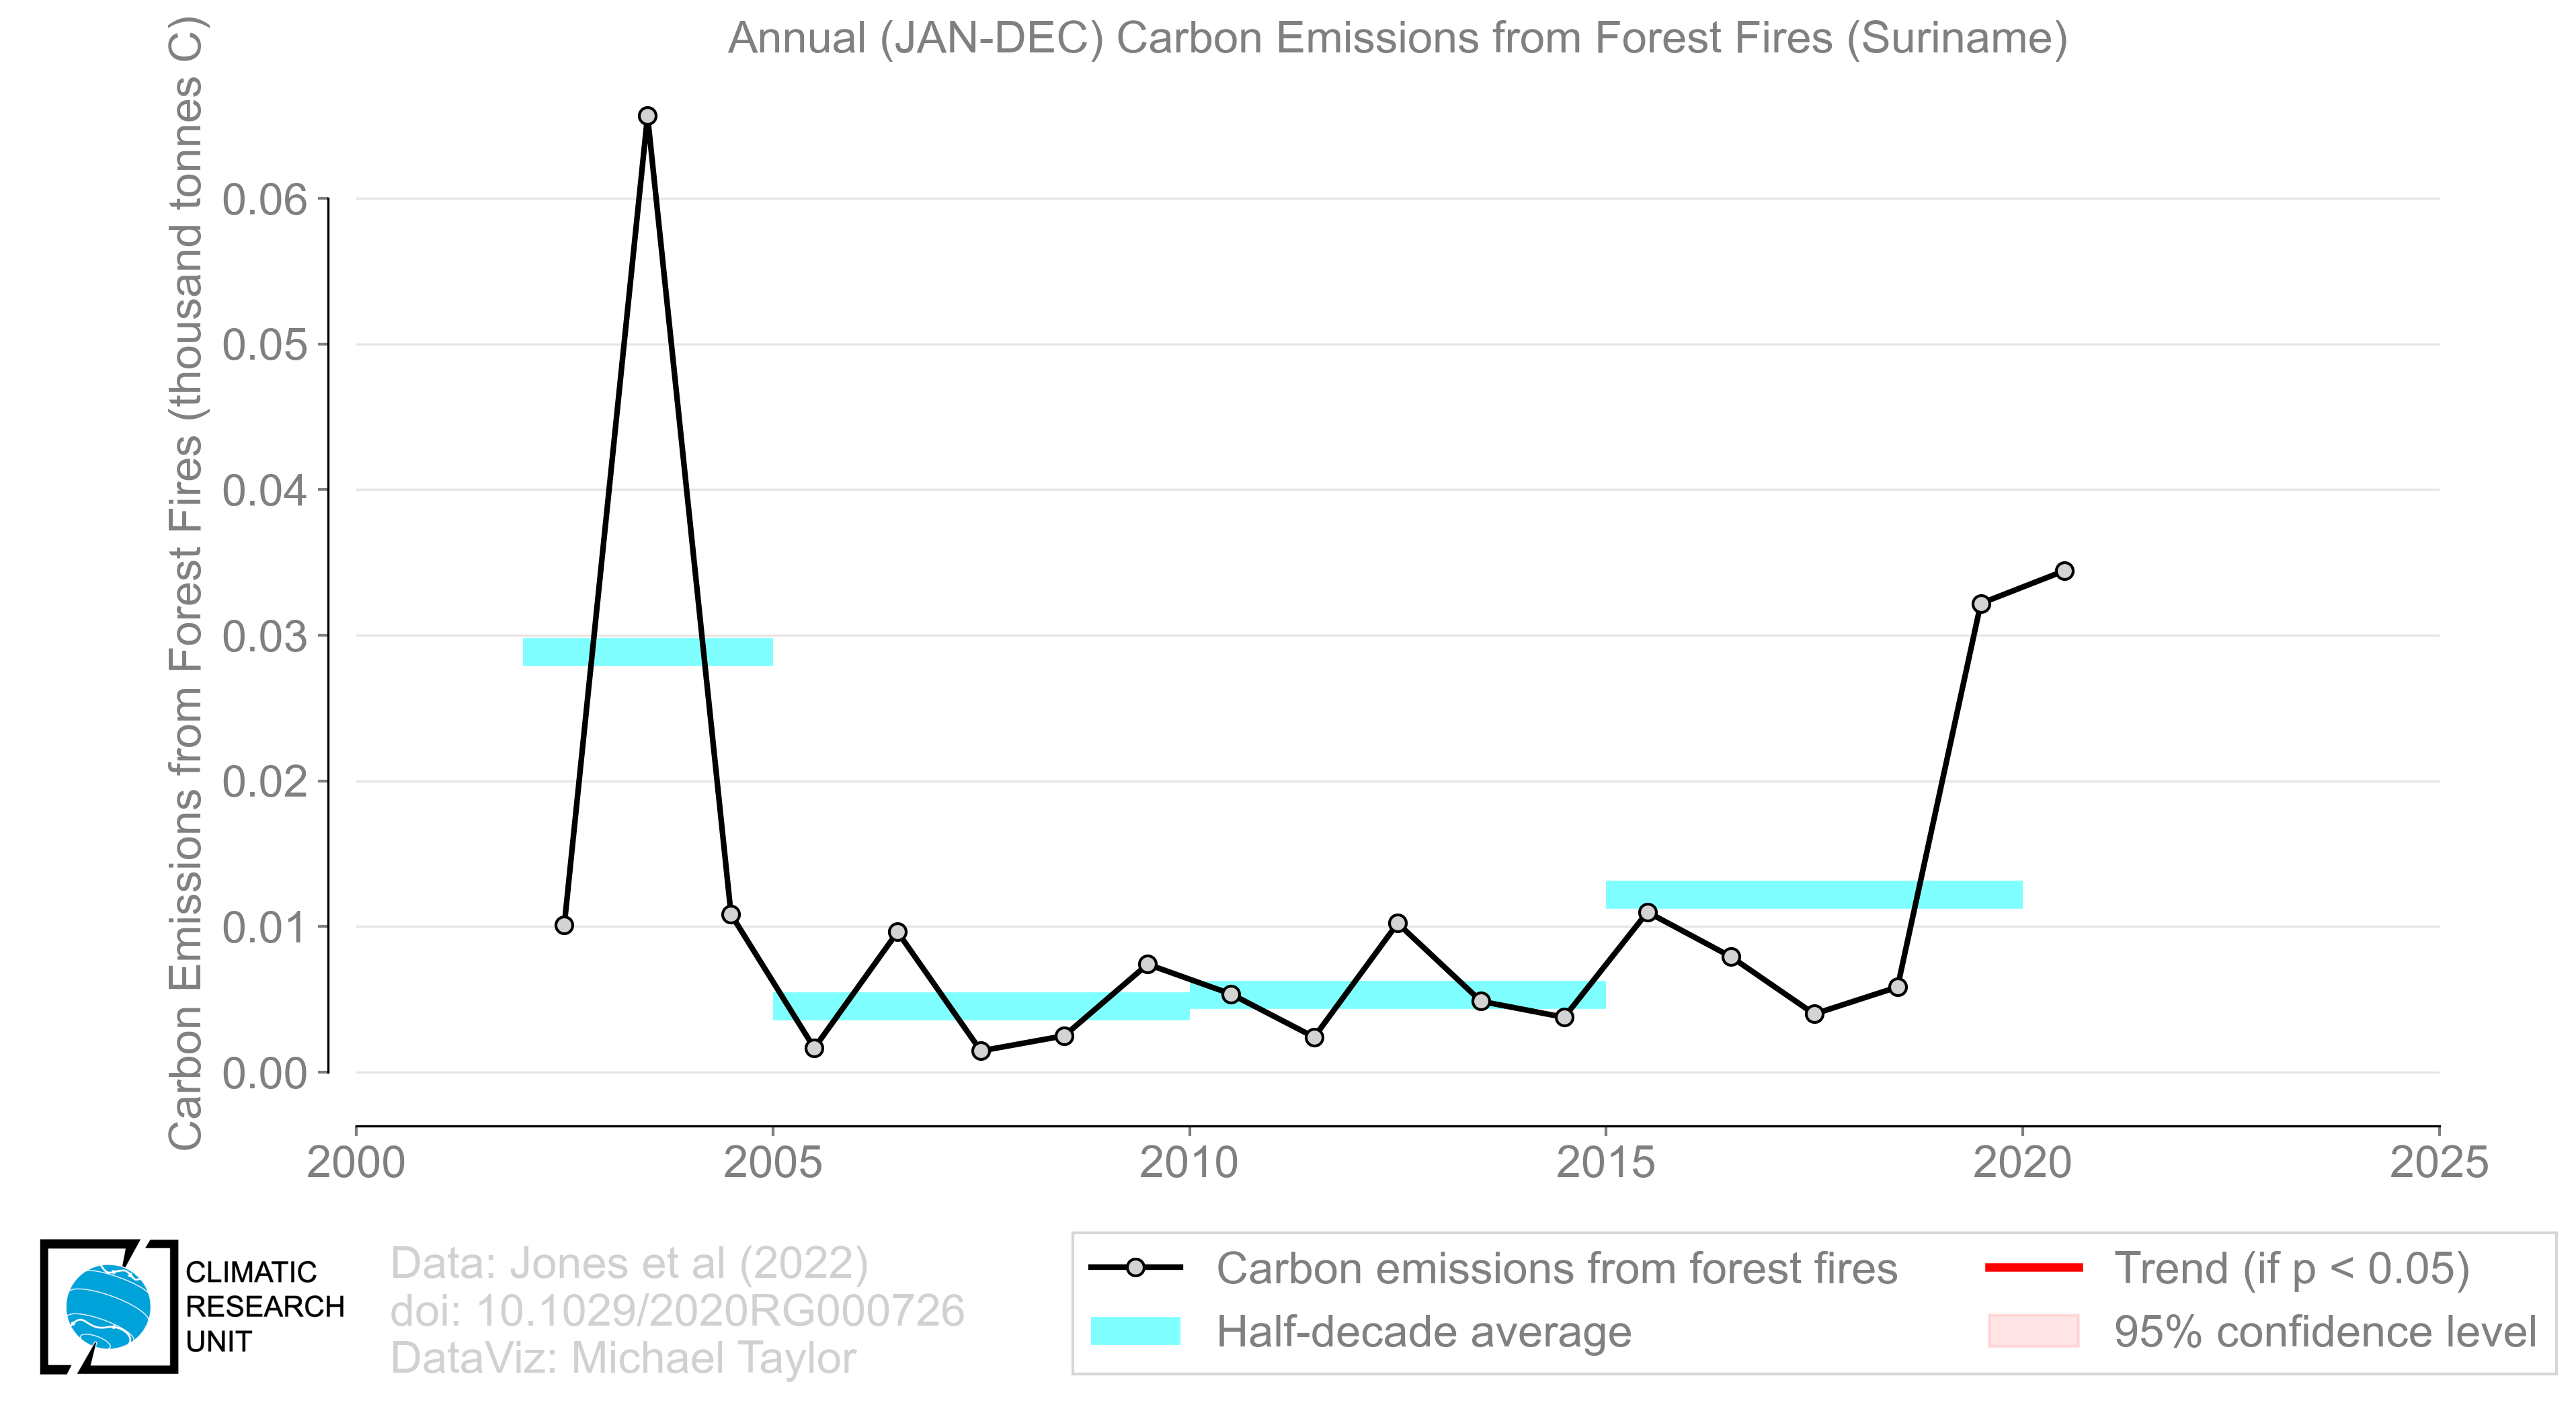 Annual (JAN-DEC) Carbon Emissions from Forest Fires (Suriname)
Carbon Emissions from Forest Fires (thousand tonnes C)
0.06
0.05
0.04
0.03
0.02
0.01
0.00
2000
2005
2010
2015
2020
2025
CLIMATIC
RESEARCH
UNIT
Data: Jones et al (2022)
doi: 10.1029/2020RG000726
DataViz: Michael Taylor
Carbon emissions from forest fires
Half-decade average
Trend (if p < 0.05)
95% confidence level